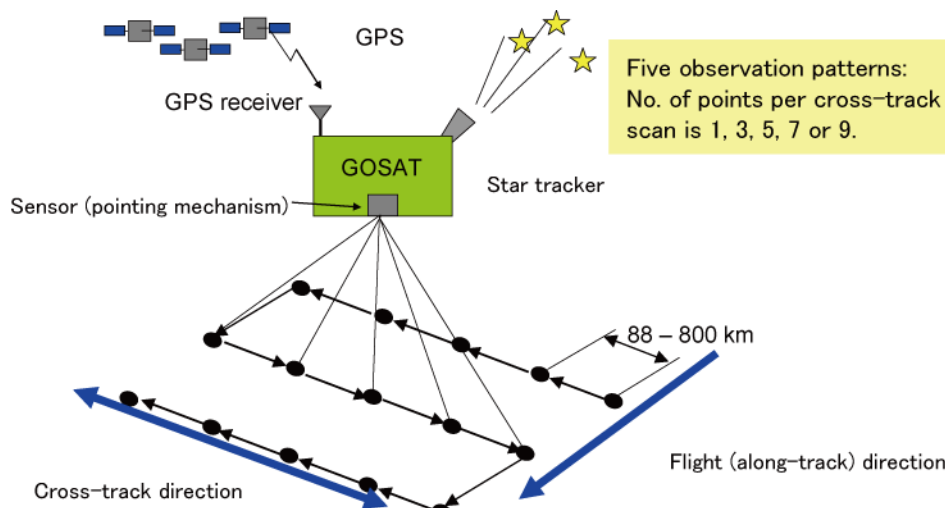 GPS
GPS receiver
Five observation patterns:
No. of points per cross-track
scan is 1, 3, 5, 7 or 9.
GOSAT
Star tracker
Sensor (pointing mechanism)
88 – 800 km
Flight (along-track) direction
Cross-track direction